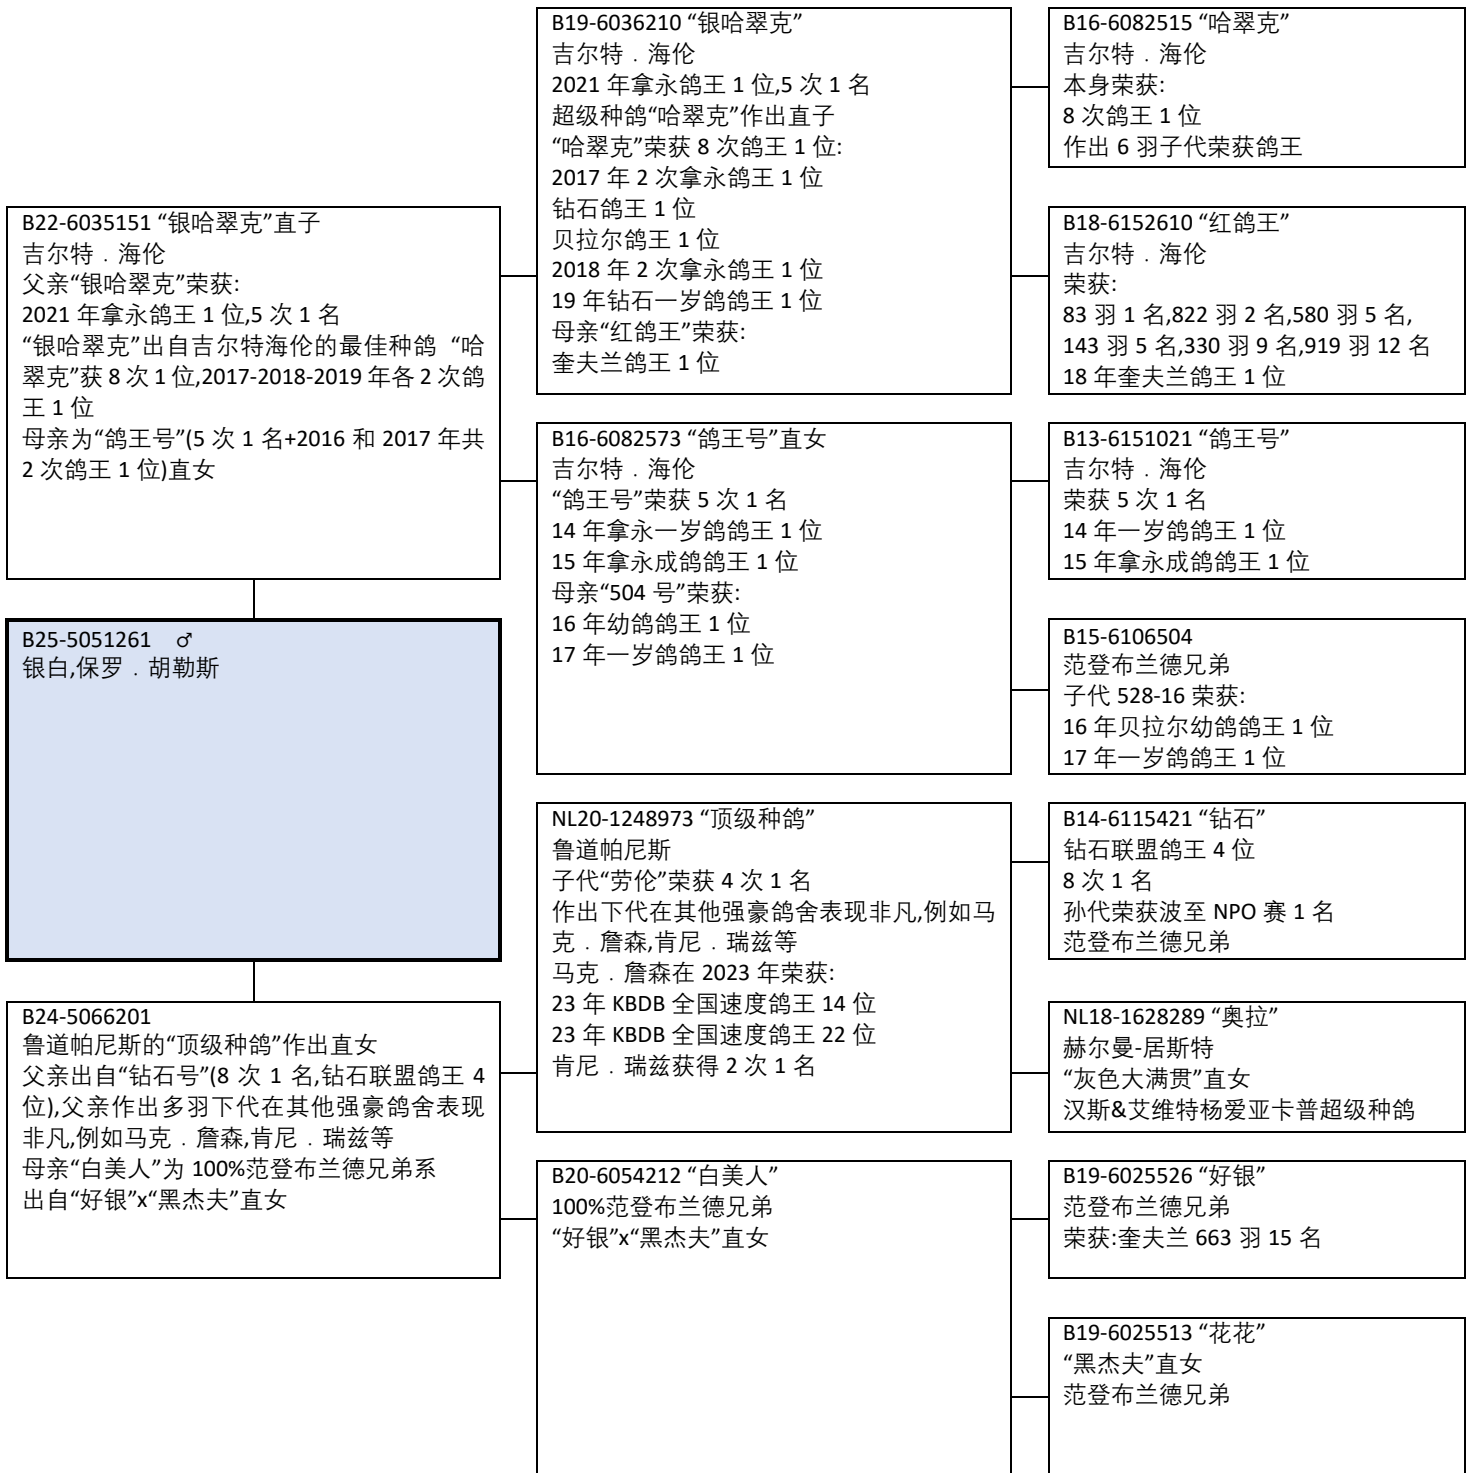 B22-6035151 “银哈翠克”直子
吉尔特．海伦
父亲“银哈翠克”荣获:
2021 年拿永鸽王 1 位,5 次 1 名
“银哈翠克”出自吉尔特海伦的最佳种鸽 “哈
翠克”获 8 次 1 位,2017-2018-2019 年各 2 次鸽
王 1 位
母亲为“鸽王号”(5 次 1 名+2016 和 2017 年共
2 次鸽王 1 位)直女
B25-5051261 ♂
银白,保罗．胡勒斯
B24-5066201
鲁道帕尼斯的“顶级种鸽”作出直女
父亲出自“钻石号”(8 次 1 名,钻石联盟鸽王 4
位),父亲作出多羽下代在其他强豪鸽舍表现
非凡,例如马克．詹森,肯尼．瑞兹等
母亲“白美人”为 100%范登布兰德兄弟系
出自“好银”x“黑杰夫”直女
B19-6036210 “银哈翠克”
吉尔特．海伦
2021 年拿永鸽王 1 位,5 次 1 名
超级种鸽“哈翠克”作出直子
“哈翠克”荣获 8 次鸽王 1 位:
2017 年 2 次拿永鸽王 1 位
钻石鸽王 1 位
贝拉尔鸽王 1 位
2018 年 2 次拿永鸽王 1 位
19 年钻石一岁鸽鸽王 1 位
母亲“红鸽王”荣获:
奎夫兰鸽王 1 位
B16-6082573 “鸽王号”直女
吉尔特．海伦
“鸽王号”荣获 5 次 1 名
14 年拿永一岁鸽鸽王 1 位
15 年拿永成鸽鸽王 1 位
母亲“504 号”荣获:
16 年幼鸽鸽王 1 位
17 年一岁鸽鸽王 1 位
NL20-1248973 “顶级种鸽”
鲁道帕尼斯
子代“劳伦”荣获 4 次 1 名
作出下代在其他强豪鸽舍表现非凡,例如马
克．詹森,肯尼．瑞兹等
马克．詹森在 2023 年荣获:
23 年 KBDB 全国速度鸽王 14 位
23 年 KBDB 全国速度鸽王 22 位
肯尼．瑞兹获得 2 次 1 名
B20-6054212 “白美人”
100%范登布兰德兄弟
“好银”x“黑杰夫”直女
B16-6082515 “哈翠克”
吉尔特．海伦
本身荣获:
8 次鸽王 1 位
作出 6 羽子代荣获鸽王
B18-6152610 “红鸽王”
吉尔特．海伦
荣获:
83 羽 1 名,822 羽 2 名,580 羽 5 名,
143 羽 5 名,330 羽 9 名,919 羽 12 名
18 年奎夫兰鸽王 1 位
B13-6151021 “鸽王号”
吉尔特．海伦
荣获 5 次 1 名
14 年一岁鸽鸽王 1 位
15 年拿永成鸽鸽王 1 位
B15-6106504
范登布兰德兄弟
子代 528-16 荣获:
16 年贝拉尔幼鸽鸽王 1 位
17 年一岁鸽鸽王 1 位
B14-6115421 “钻石”
钻石联盟鸽王 4 位
8 次 1 名
孙代荣获波至 NPO 赛 1 名
范登布兰德兄弟
NL18-1628289 “奥拉”
赫尔曼-居斯特
“灰色大满贯”直女
汉斯&艾维特杨爱亚卡普超级种鸽
B19-6025526 “好银”
范登布兰德兄弟
荣获:奎夫兰 663 羽 15 名
B19-6025513 “花花”
“黑杰夫”直女
范登布兰德兄弟